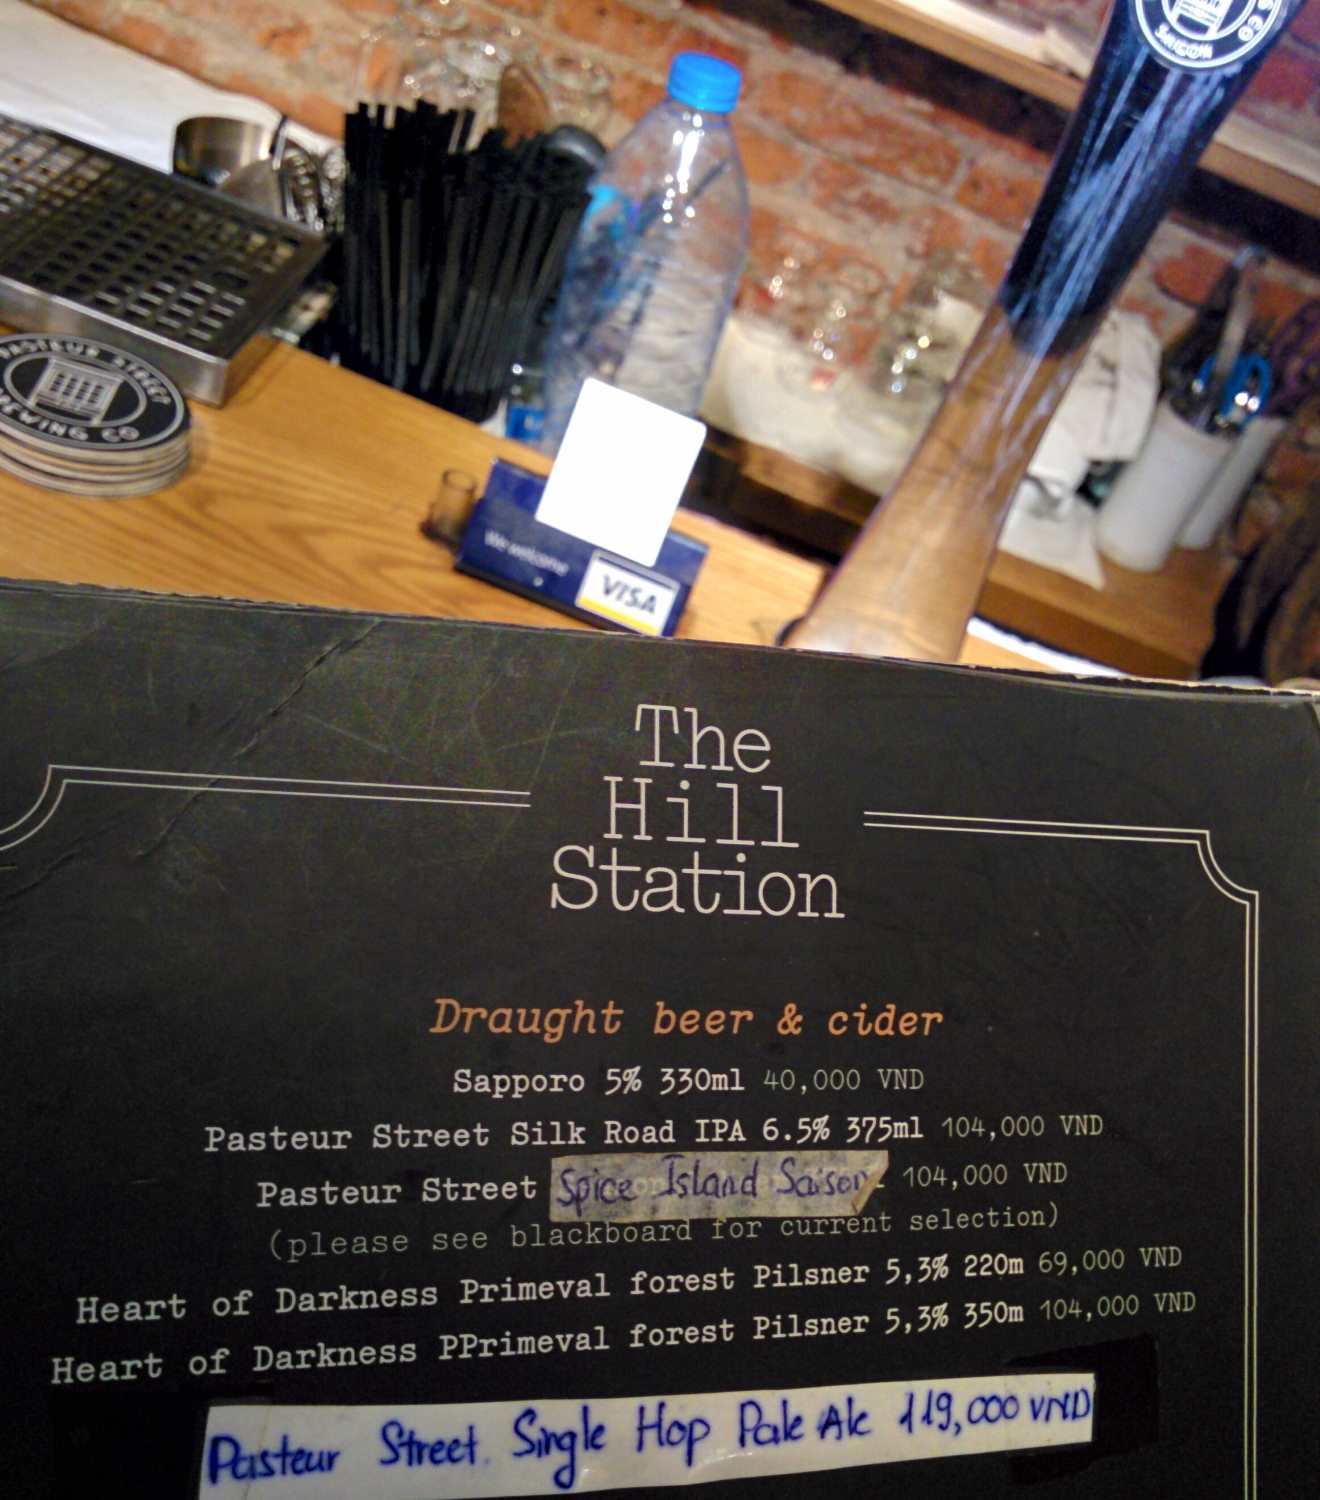 SAIGON
PASTEUR STREET
BREWING CO
We welcome
VISA
The
Hill
Station
Draught beer & cider
Sapporo 5% 330ml 40,000 VND
Pasteur Street Silk Road IPA 6.5% 375ml 104,000 VND
Pasteur Street Spice Island Saison 104,000 VND
(please see blackboard for current selection)
Heart of Darkness Primeval forest Pilsner 5,3% 220m 69,000 VND
Heart of Darkness PPrimeval forest Pilsner 5,3% 350m 104,000 VND
Pasteur Street Single Hop Pale Ale 119,000 VND